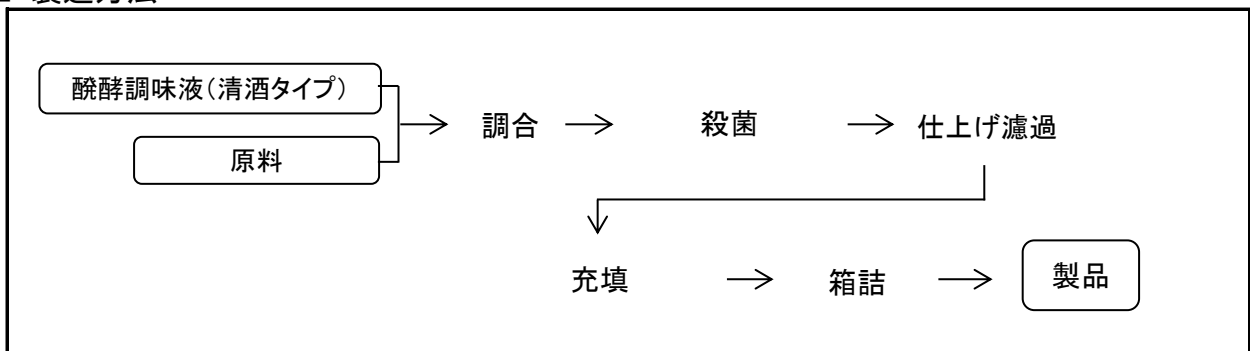 製造方法
醗酵調味液(清酒タイプ)
原料
調合
殺菌
仕上げ濾過
充填
箱詰
製品